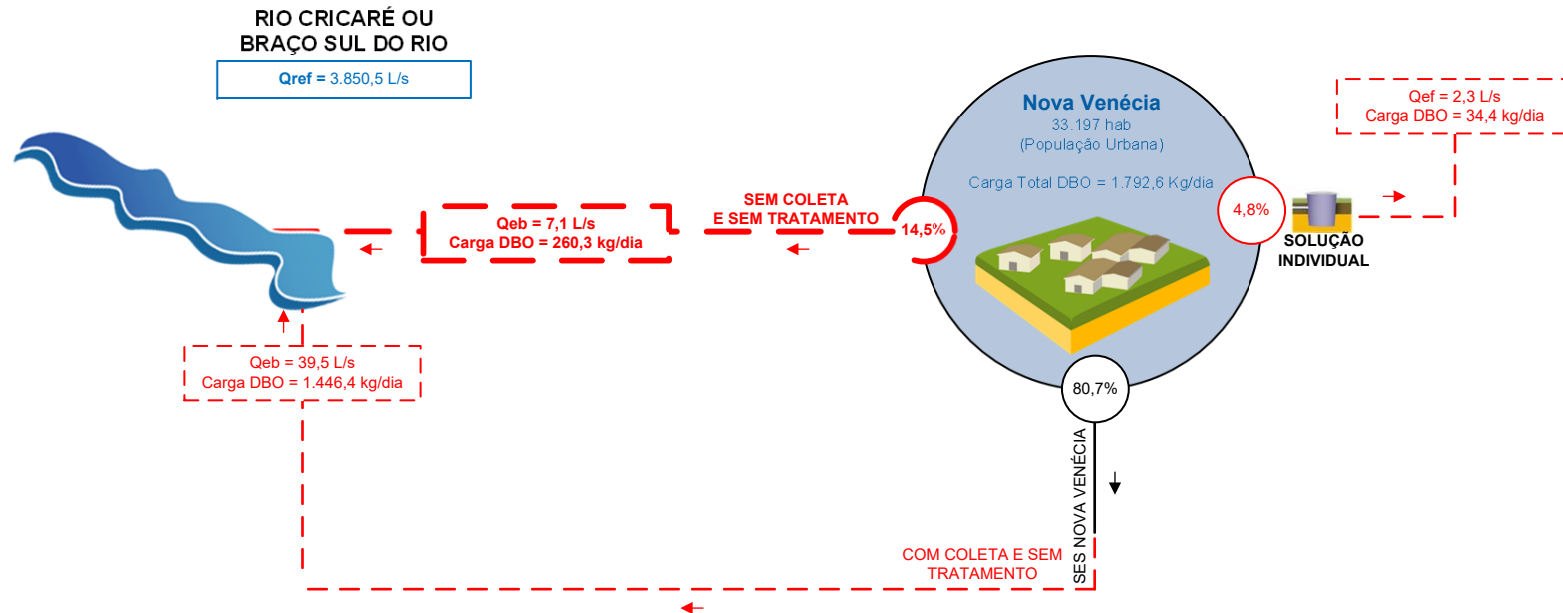 RIO CRICARÉ OU
BRAÇO SUL DO RIO
Qref = 3.850,5 L/s
Nova Venécia
33.197 hab
(População Urbana)
Carga Total DBO = 1.792,6 Kg/dia
Qef = 2,3 L/s
Carga DBO = 34,4 kg/dia
4,8%
SOLUÇÃO
INDIVIDUAL
SEM COLETA
E SEM TRATAMENTO
14,5%
Qeb = 7,1 L/s
Carga DBO = 260,3 kg/dia
Qeb = 39,5 L/s
Carga DBO = 1.446,4 kg/dia
80,7%
SES NOVA VENÉCIA
COM COLETA E SEM
TRATAMENTO